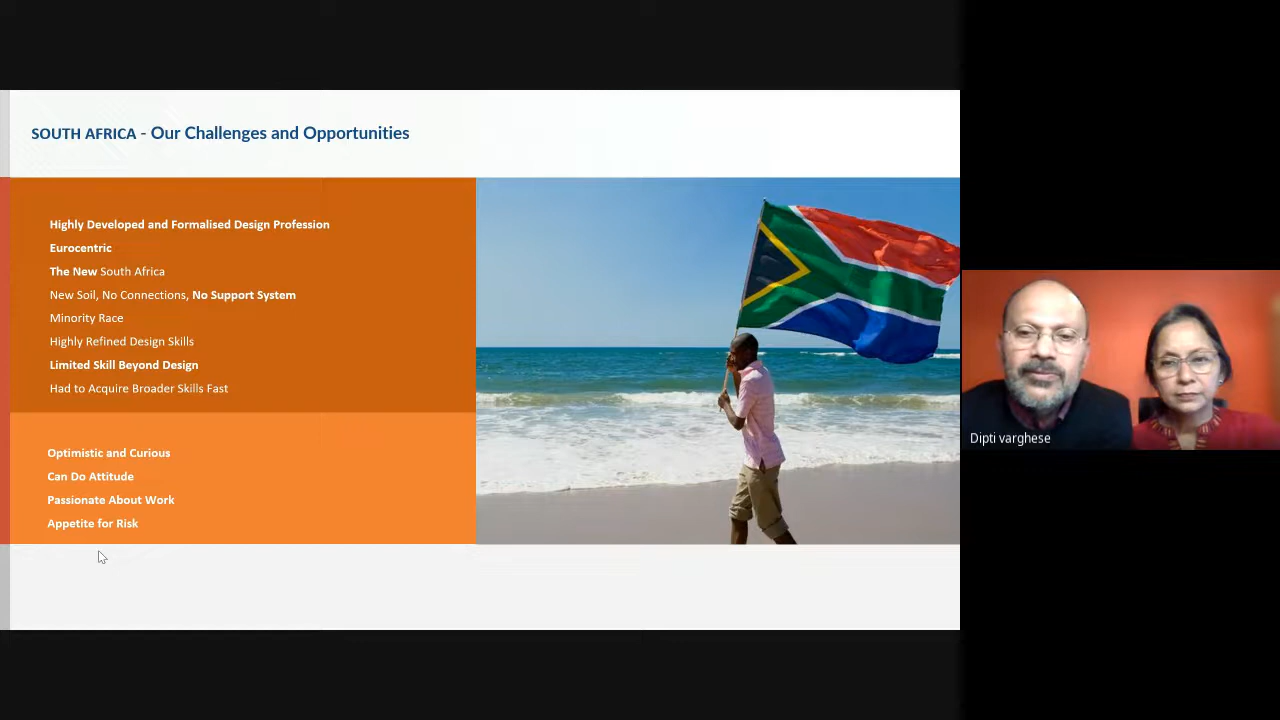 SOUTH AFRICA - Our Challenges and Opportunities
Highly Developed and Formalised Design Profession
Eurocentric
The New South Africa
New Soil, No Connections, No Support System
Minority Race
Highly Refined Design Skills
Limited Skill Beyond Design
Had to Acquire Broader Skills Fast
Optimistic and Curious
Can Do Attitude
Passionate About Work
Appetite for Risk
Dipti varghese